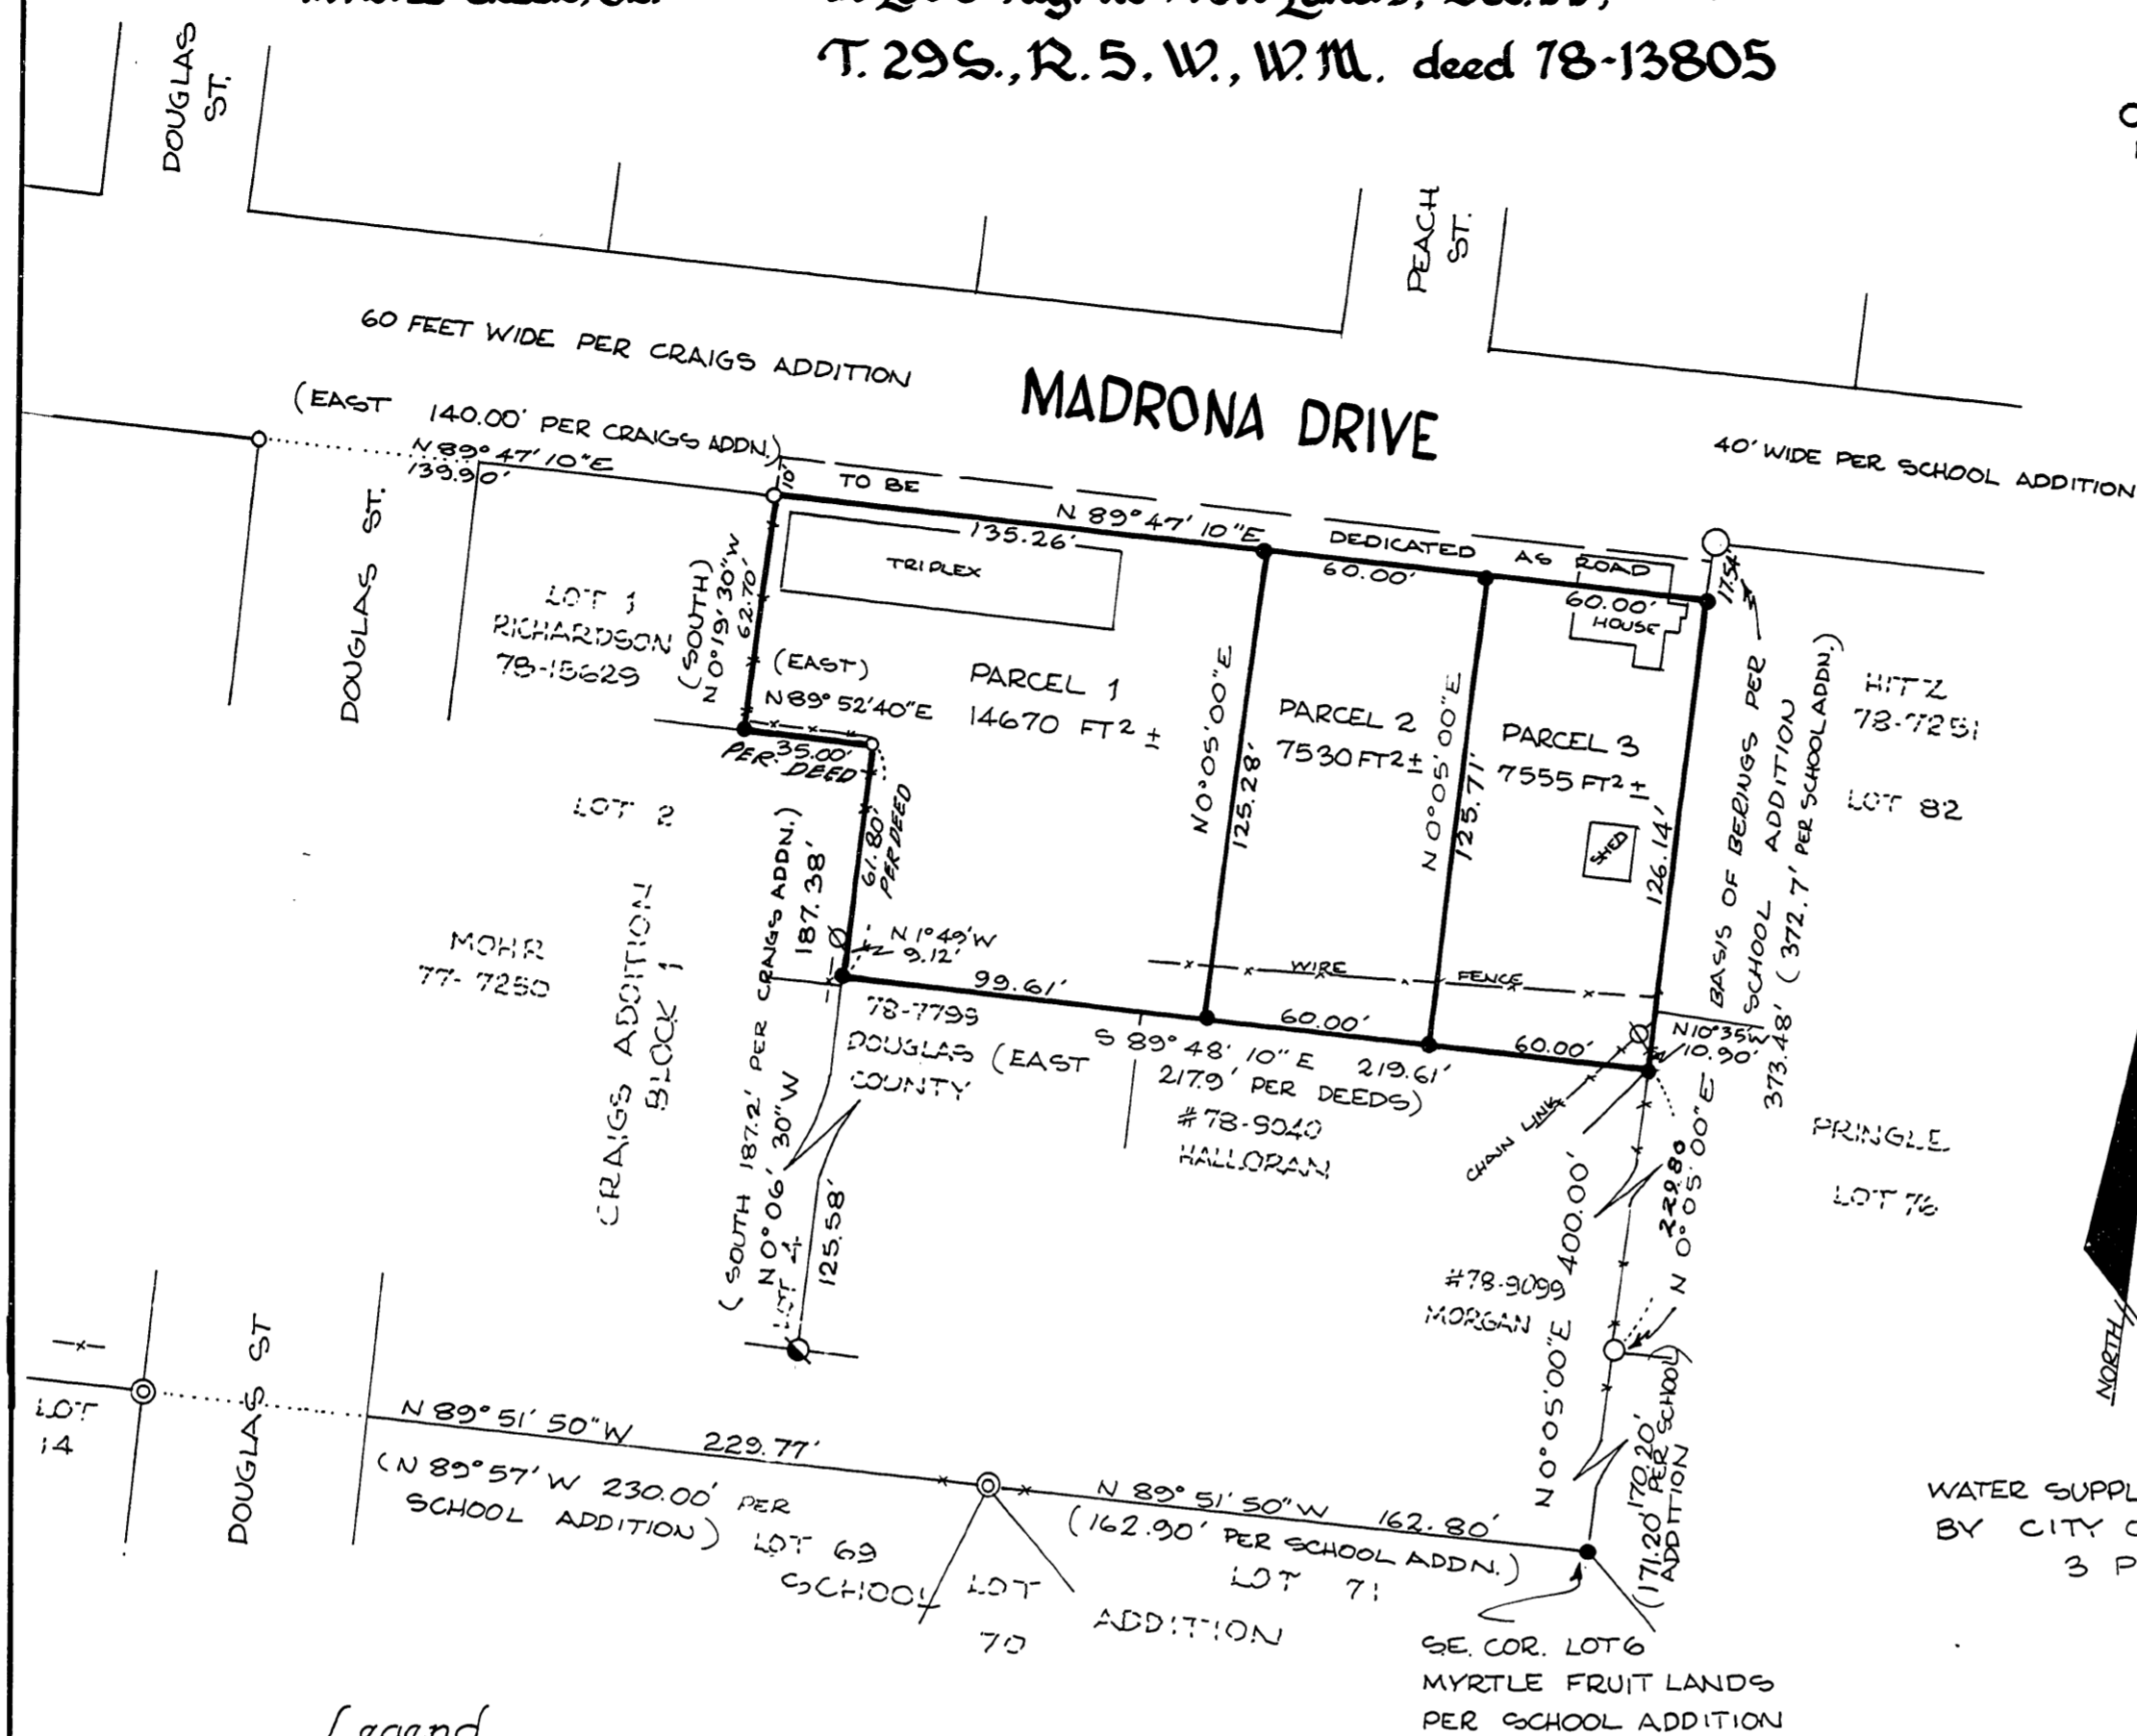 T. 29 S., R. 5. W., W.M. deed 78-13805
DOUGLAS
ST.
PEACH
ST.
60 FEET WIDE PER CRAIGS ADDITION
MADRONA DRIVE
40' WIDE PER SCHOOL ADDITION
(EAST 140.00' PER CRAIGS ADDN.)
N 89° 47' 10" E
139.90'
10'
TO BE
DEDICATED AS ROAD
N 89° 47' 10" E
135.26'
60.00'
60.00'
17.54'
TRIPLEX
HOUSE
DOUGLAS ST.
LOT 1
RICHARDSON
78-15629
(SOUTH)
N 0° 19' 30" W
62.70'
(EAST)
N 89° 52' 40" E
35.00'
PER DEED
PARCEL 1
14670 FT² ±
N 0° 05' 00" E
125.28'
PARCEL 2
7530 FT² ±
N 0° 05' 00" E
125.71'
PARCEL 3
7555 FT² ±
SHED
126.14'
BASIS OF BERINGS PER
SCHOOL ADDITION
373.48' (372.7' PER SCHOOL ADDN.)
HITZ
78-7251
LOT 82
LOT 2
MOHR
77-7250
CRAIGS ADDITION
BLOCK 1
61.80'
PER DEED
187.38'
(SOUTH 187.2' PER CRAIGS ADDN.)
N 0° 06' 30" W
N 1° 49' W
9.12'
WIRE FENCE
99.61'
60.00'
60.00'
S 89° 48' 10" E 219.61'
(EAST 217.9' PER DEEDS)
78-7799
DOUGLAS
COUNTY
#78-9040
HALLORAN
N 10° 35' W
10.90'
CHAIN LINK
PRINGLE
LOT 76
229.80
N 0° 05' 00" E
N 0° 05' 00" E 400.00'
#78-9099
MORGAN
LOT 4
125.58'
170.20'
(171.20' PER SCHOOL
ADDITION)
LOT
14
DOUGLAS ST
N 89° 51' 50" W 229.77'
(N 89° 57' W 230.00' PER
SCHOOL ADDITION)
N 89° 51' 50" W 162.80'
(162.90' PER SCHOOL ADDN.)
LOT 69
LOT 71
SCHOOL
LOT
70
ADDITION
S.E. COR. LOT 6
MYRTLE FRUIT LANDS
PER SCHOOL ADDITION
NORTH
WATER SUPPL
BY CITY
3 P
Legend